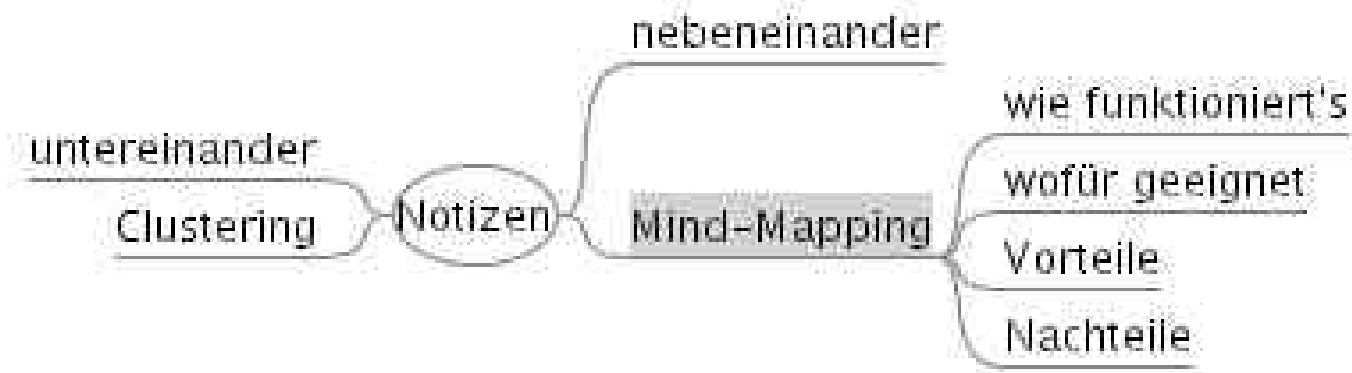 nebeneinander
wie funktioniert's
untereinander
wofür geeignet
Clustering
Notizen
Mind-Mapping
Vorteile
Nachteile